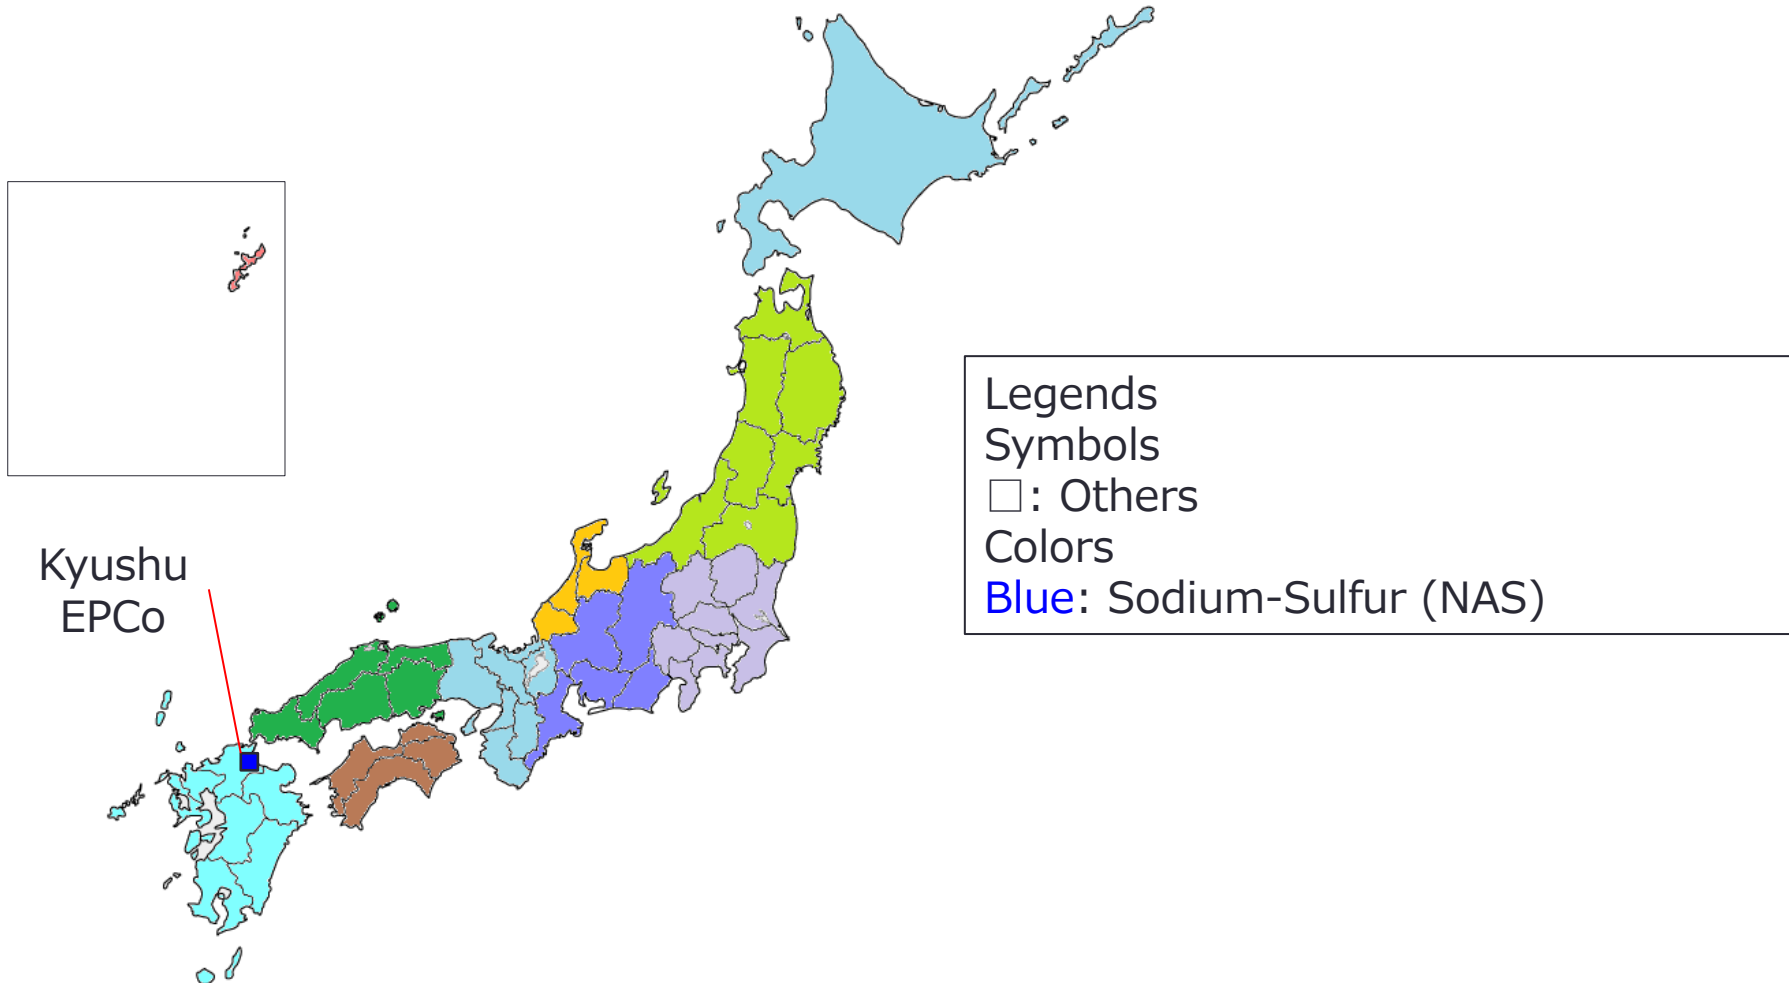 Kyushu
EPCo
Legends
Symbols
□: Others
Colors
Blue: Sodium-Sulfur (NAS)